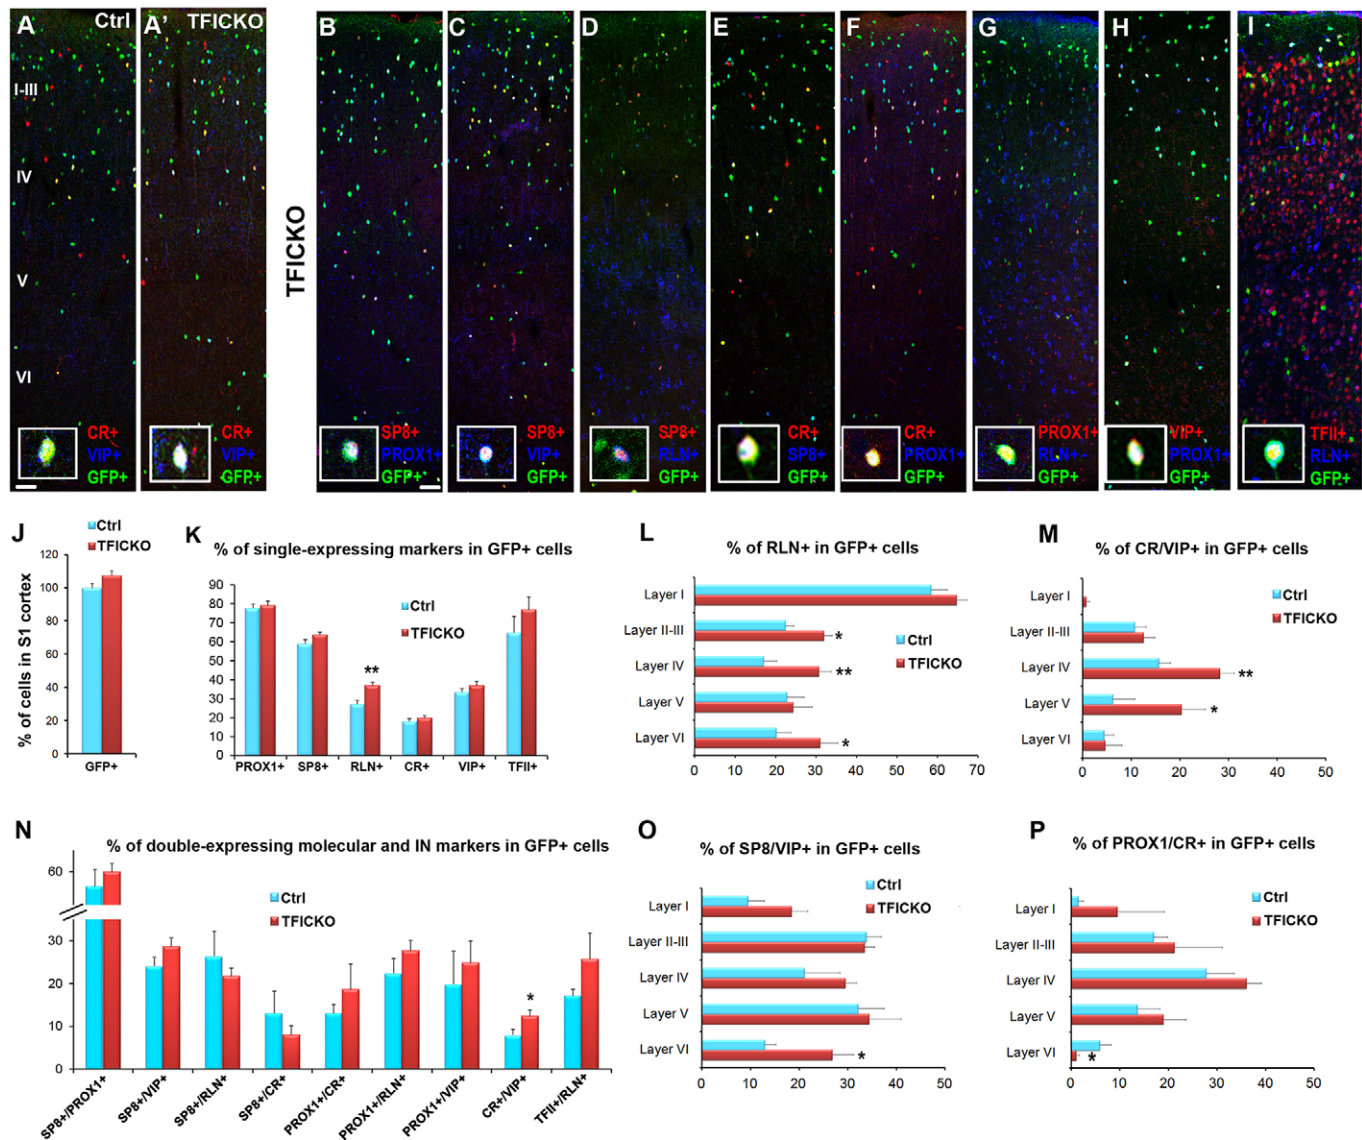 A Ctrl
A' TFICKO
B
C
D
E
F
G
H
I
I-III
IV
V
VI
TFICKO
CR+
VIP+
GFP+
CR+
VIP+
GFP+
SP8+
PROX1+
GFP+
SP8+
VIP+
GFP+
SP8+
RLN+
GFP+
CR+
SP8+
GFP+
CR+
PROX1+
GFP+
PROX1+
RLN+
GFP+
VIP+
PROX1+
GFP+
TFII+
RLN+
GFP+
J
Ctrl
TFICKO
% of cells in S1 cortex
120
100
80
60
40
20
0
GFP+
K
% of single-expressing markers in GFP+ cells
Ctrl
TFICKO
90
80
70
60
50
40
30
20
10
0
**
PROX1+ SP8+ RLN+ CR+ VIP+ TFII+
L
% of RLN+ in GFP+ cells
Layer I
Layer II-III *
Layer IV **
Layer V
Layer VI *
Ctrl
TFICKO
0 10 20 30 40 50 60 70
M
% of CR/VIP+ in GFP+ cells
Ctrl
TFICKO
Layer I
Layer II-III
Layer IV **
Layer V *
Layer VI
0 10 20 30 40 50
N
% of double-expressing molecular and IN markers in GFP+ cells
Ctrl
TFICKO
60
30
20
10
0
*
SP8+/PROX1+
SP8+/VIP+
SP8+/RLN+
SP8+/CR+
PROX1+/CR+
PROX1+/RLN+
PROX1+/VIP+
CR+/VIP+
TFII+/RLN+
O
% of SP8/VIP+ in GFP+ cells
Ctrl
TFICKO
Layer I
Layer II-III
Layer IV
Layer V
Layer VI *
0 10 20 30 40 50
P
% of PROX1/CR+ in GFP+ cells
Ctrl
TFICKO
Layer I
Layer II-III
Layer IV
Layer V
Layer VI *
0 10 20 30 40 50